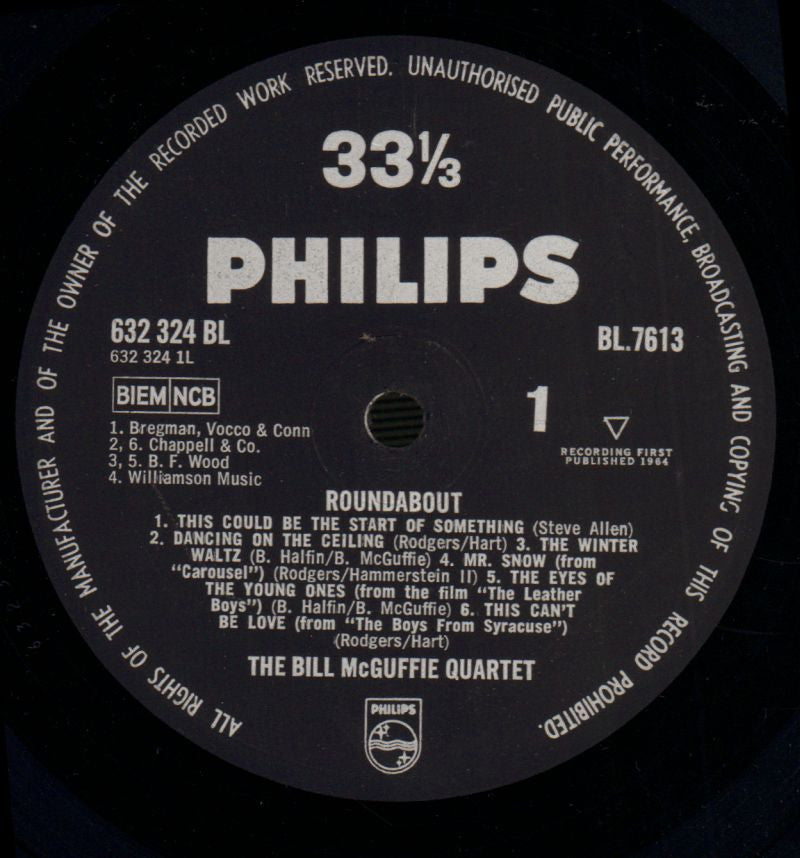 ALL RIGHTS OF THE MANUFACTURER AND OF THE OWNER OF THE RECORDED WORK RESERVED. UNAUTHORISED PUBLIC PERFORMANCE, BROADCASTING AND COPYING OF THIS RECORD PROHIBITED.
33⅓
PHILIPS
632 324 BL
632 324 1L
BL.7613
BIEM NCB
1
1. Bregman, Vocco & Conn
2, 6. Chappell & Co.
3, 5. B. F. Wood
4. Williamson Music
RECORDING FIRST
PUBLISHED 1964
ROUNDABOUT
1. THIS COULD BE THE START OF SOMETHING (Steve Allen)
2. DANCING ON THE CEILING (Rodgers/Hart) 3. THE WINTER
WALTZ (B. Halfin/B. McGuffie) 4. MR. SNOW (from
"Carousel") (Rodgers/Hammerstein II) 5. THE EYES OF
THE YOUNG ONES (from the film "The Leather
Boys") (B. Halfin/B. McGuffie) 6. THIS CAN'T
BE LOVE (from "The Boys From Syracuse")
(Rodgers/Hart)
THE BILL McGUFFIE QUARTET
PHILIPS